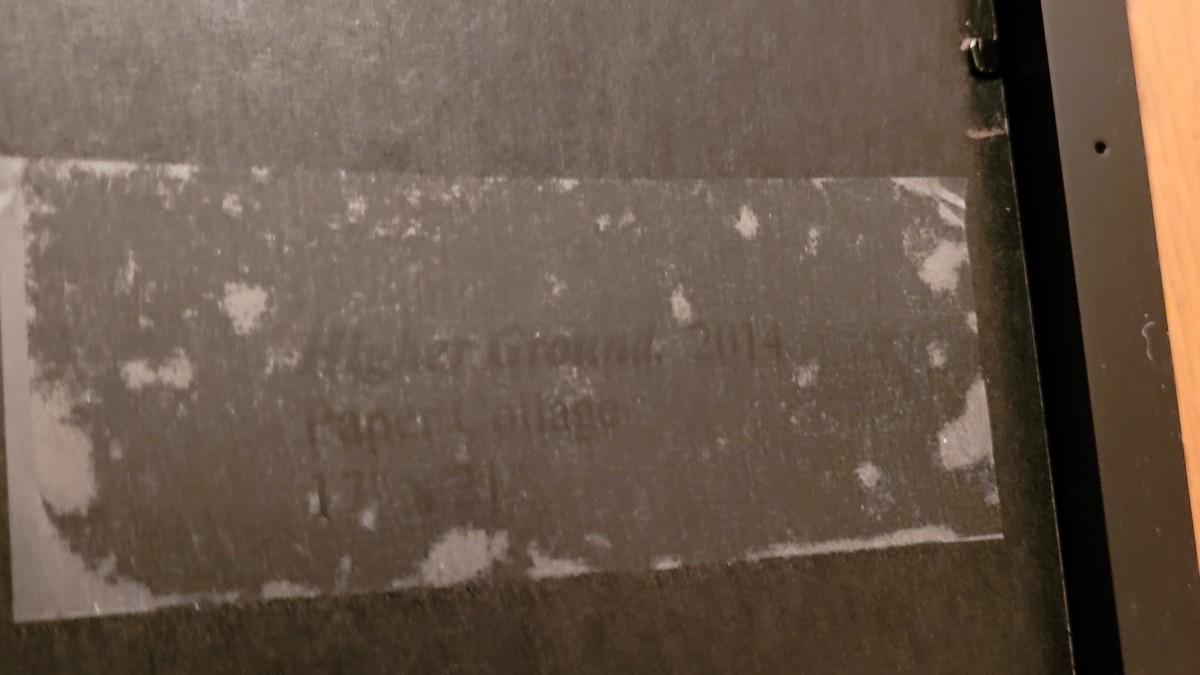 Higher Ground, 2014
Paper Collage
17" x 21